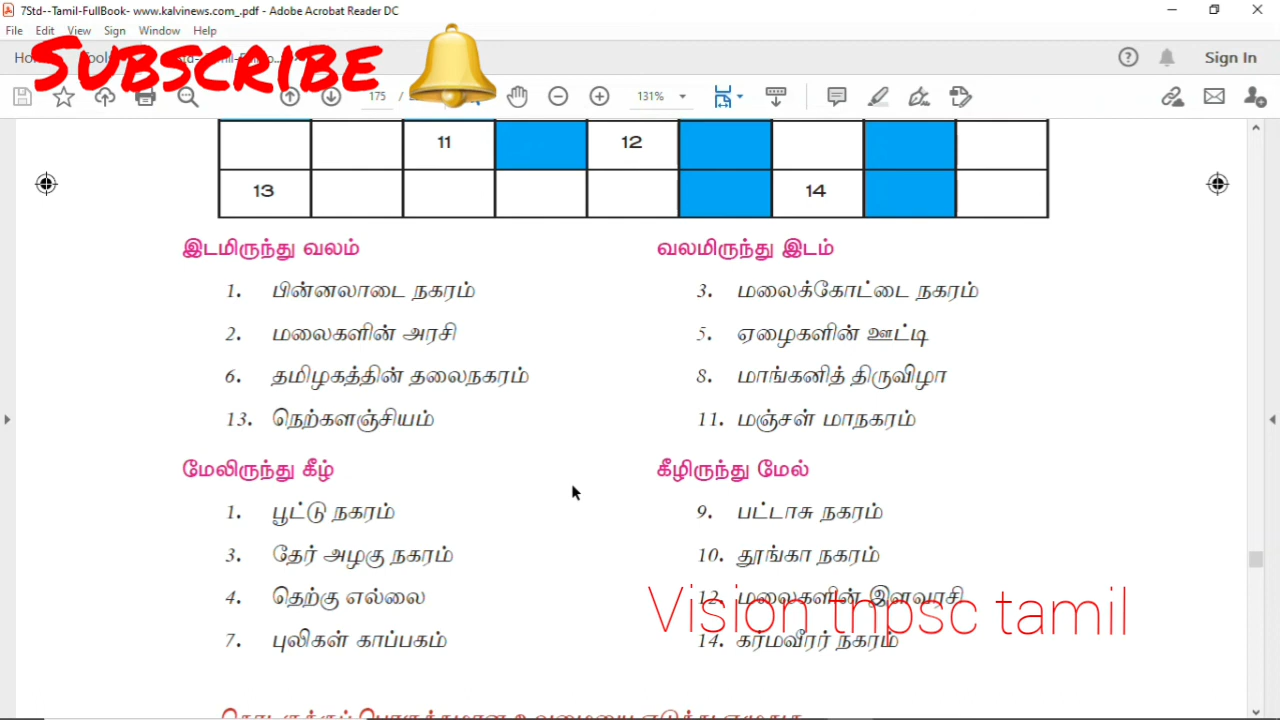 7Std--Tamil-FullBook- www.kalvinews.com_.pdf - Adobe Acrobat Reader DC
File Edit View Sign Window Help
SUBSCRIBE
Sign In
175 / 131%
11 12
13 14
இடமிருந்து வலம்
1. பின்னலாடை நகரம்
2. மலைகளின் அரசி
6. தமிழகத்தின் தலைநகரம்
13. நெற்களஞ்சியம்
வலமிருந்து இடம்
3. மலைக்கோட்டை நகரம்
5. ஏழைகளின் ஊட்டி
8. மாங்கனித் திருவிழா
11. மஞ்சள் மாநகரம்
மேலிருந்து கீழ்
1. பூட்டு நகரம்
3. தேர் அழகு நகரம்
4. தெற்கு எல்லை
7. புலிகள் காப்பகம்
கீழிருந்து மேல்
9. பட்டாசு நகரம்
10. தூங்கா நகரம்
12. மலைகளின் இளவரசி
14. கர்மவீரர் நகரம்
Vision tnpsc tamil